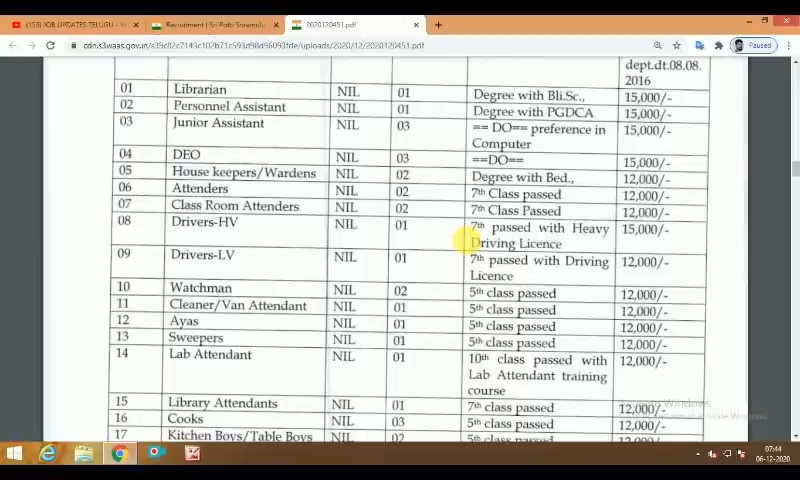 (153) JOB UPDATES TELUGU - Yo
Recruitment | Sri Potti Sriramulu
2020120451.pdf
cdn.s3waas.gov.in/s39c82c7143c102b71c593d98d96093fde/uploads/2020/12/2020120451.pdf
Paused
dept.dt.08.08.
2016
01 Librarian NIL 01 Degree with Bli.Sc., 15,000/-
02 Personnel Assistant NIL 01 Degree with PGDCA 15,000/-
03 Junior Assistant NIL 03 == DO== preference in 15,000/-
Computer
04 DEO NIL 03 ==DO== 15,000/-
05 House keepers/Wardens NIL 02 Degree with Bed., 12,000/-
06 Attenders NIL 02 7th Class passed 12,000/-
07 Class Room Attenders NIL 02 7th Class Passed 12,000/-
08 Drivers-HV NIL 01 7th passed with Heavy 15,000/-
Driving Licence
09 Drivers-LV NIL 01 7th passed with Driving 12,000/-
Licence
10 Watchman NIL 02 5th class passed 12,000/-
11 Cleaner/Van Attendant NIL 01 5th class passed 12,000/-
12 Ayas NIL 01 5th class passed 12,000/-
13 Sweepers NIL 01 5th class passed 12,000/-
14 Lab Attendant NIL 01 10th class passed with 12,000/-
Lab Attendant training
course
15 Library Attendants NIL 01 7th class passed 12,000/-
16 Cooks NIL 03 5th class passed 12,000/-
17 Kitchen Boys/Table Boys NIL 02 5th class passed 12,000/-
07:44
06-12-2020